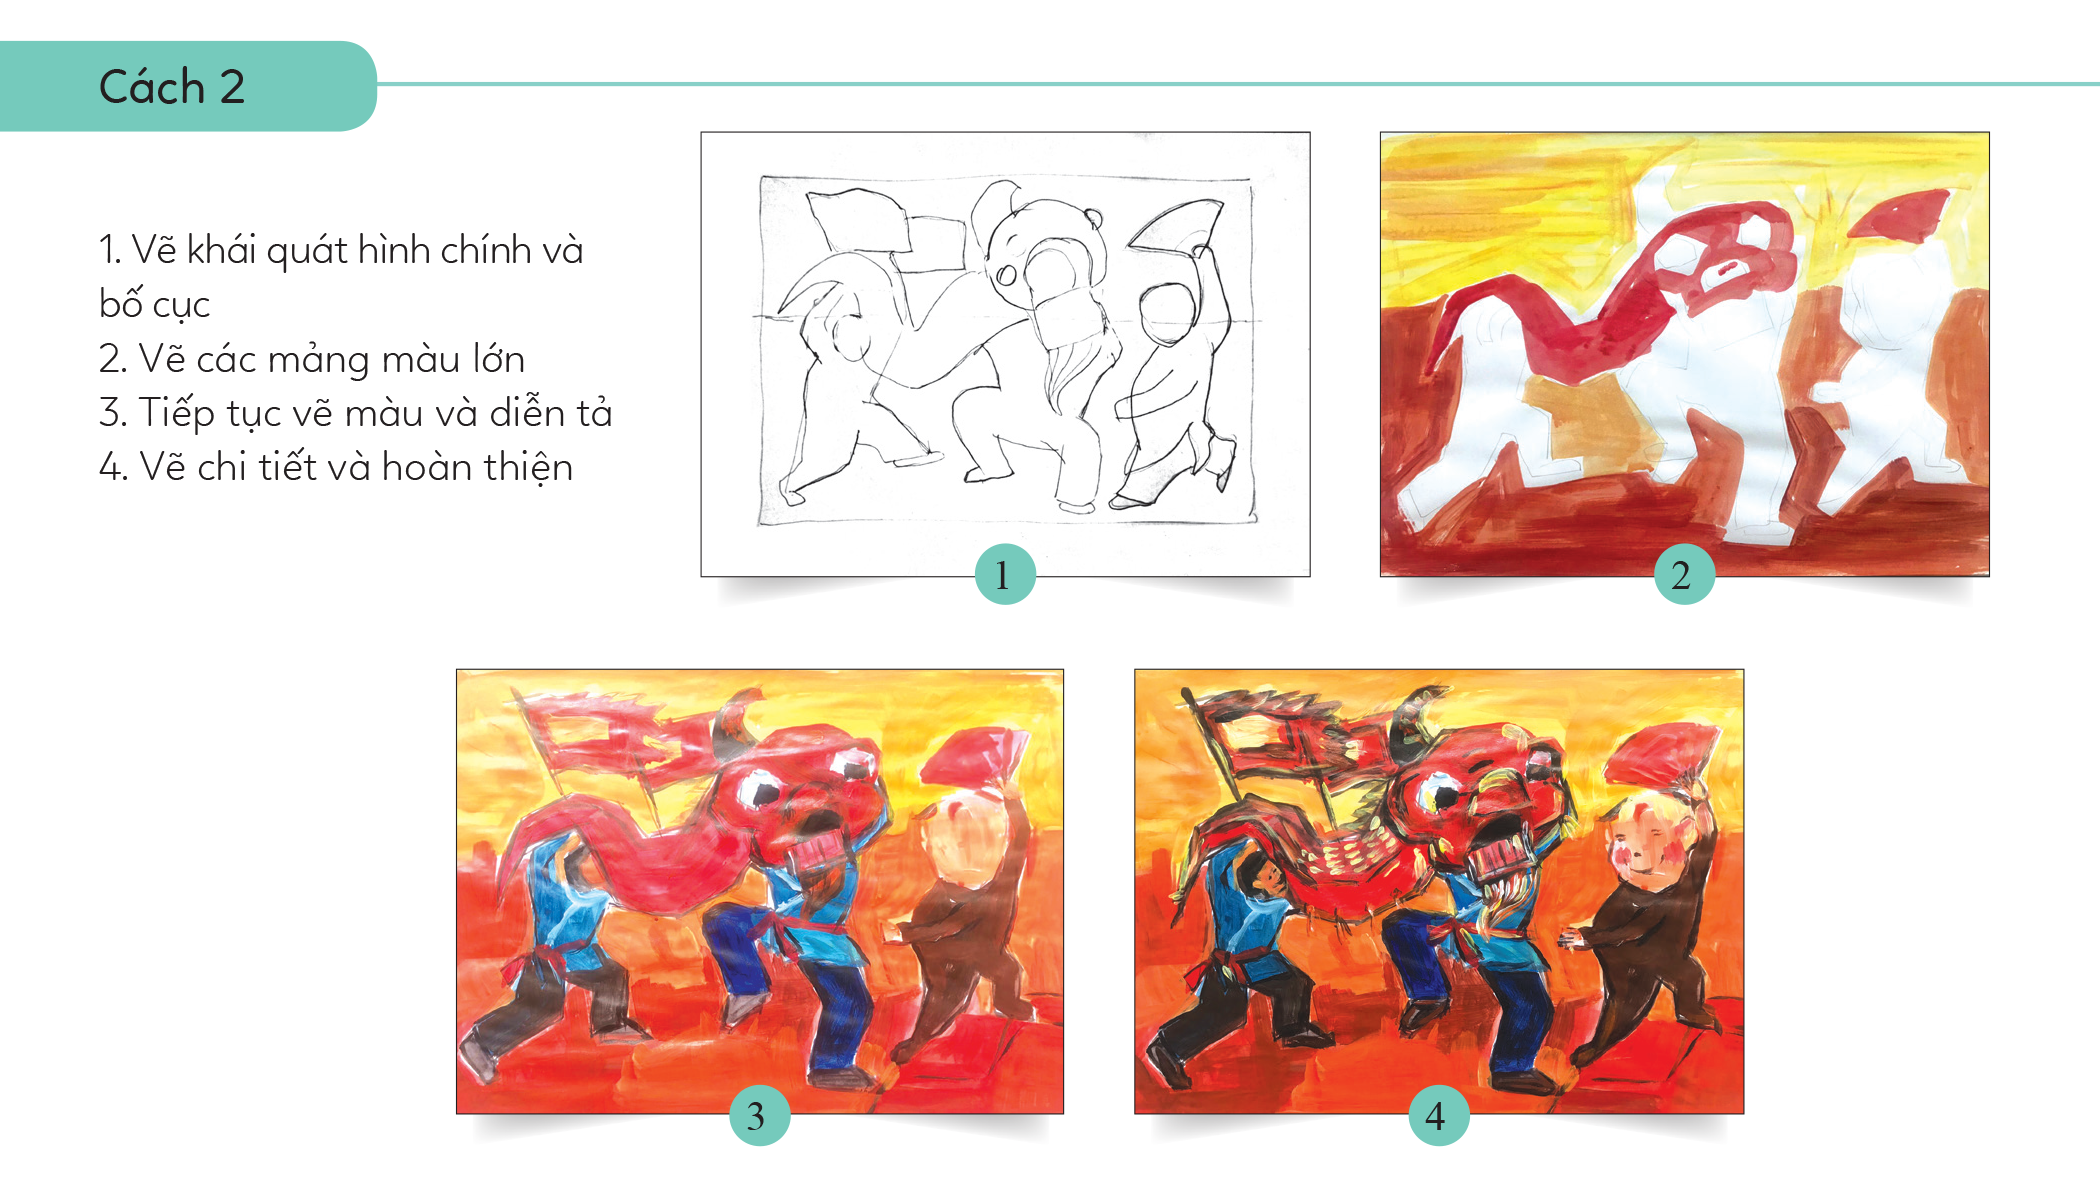 Cách 2
1. Vẽ khái quát hình chính và
bố cục
2. Vẽ các mảng màu lớn
3. Tiếp tục vẽ màu và diễn tả
4. Vẽ chi tiết và hoàn thiện
1
2
3
4